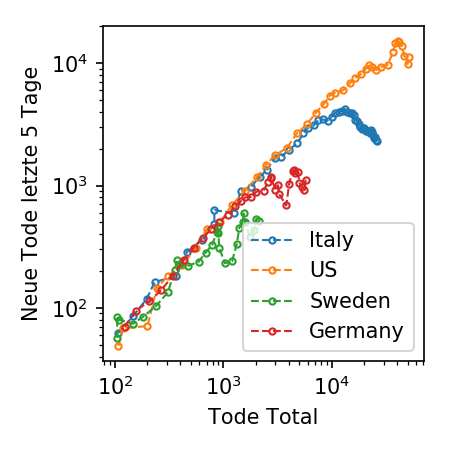 Neue Tode letzte 5 Tage
10⁴
10³
10²
Italy
US
Sweden
Germany
10² 10³ 10⁴
Tode Total